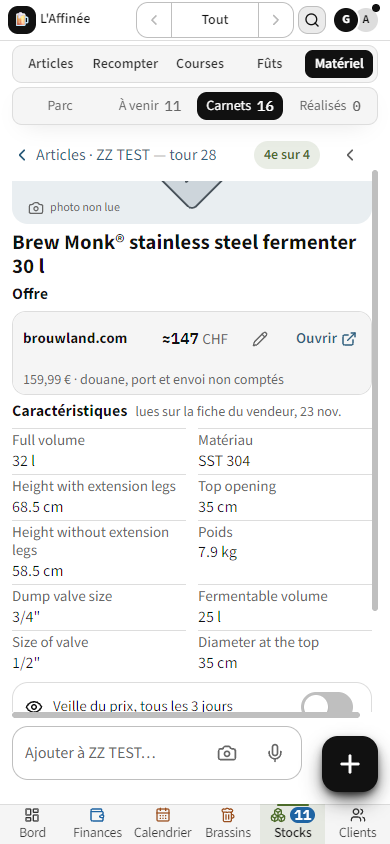 L'Affinée
Tout
G
A
Articles
Recompter
Courses
Fûts
Matériel
Parc
À venir 11
Carnets 16
Réalisés 0
Articles · ZZ TEST — tour 28
4e sur 4
photo non lue
Brew Monk® stainless steel fermenter
30 l
Offre
brouwland.com
≈147 CHF
Ouvrir
159,99 € · douane, port et envoi non comptés
Caractéristiques lues sur la fiche du vendeur, 23 nov.
Full volume
32 l
Matériau
SST 304
Height with extension legs
68.5 cm
Top opening
35 cm
Height without extension
legs
58.5 cm
Poids
7.9 kg
Dump valve size
3/4"
Fermentable volume
25 l
Size of valve
1/2"
Diameter at the top
35 cm
Veille du prix, tous les 3 jours
Ajouter à ZZ TEST…
Bord
Finances
Calendrier
Brassins
11
Stocks
Clients